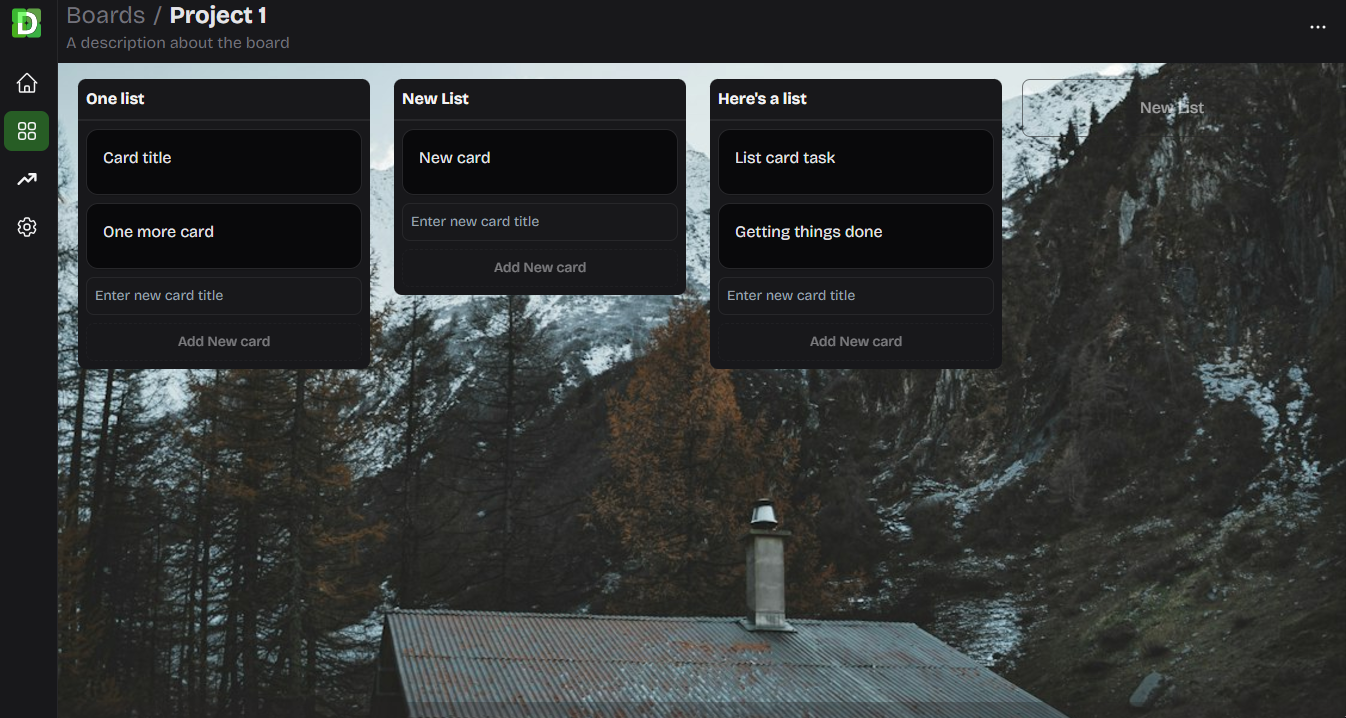 D
Boards / Project 1
A description about the board
One list
Card title
One more card
Enter new card title
Add New card
New List
New card
Enter new card title
Add New card
Here's a list
List card task
Getting things done
Enter new card title
Add New card
New List